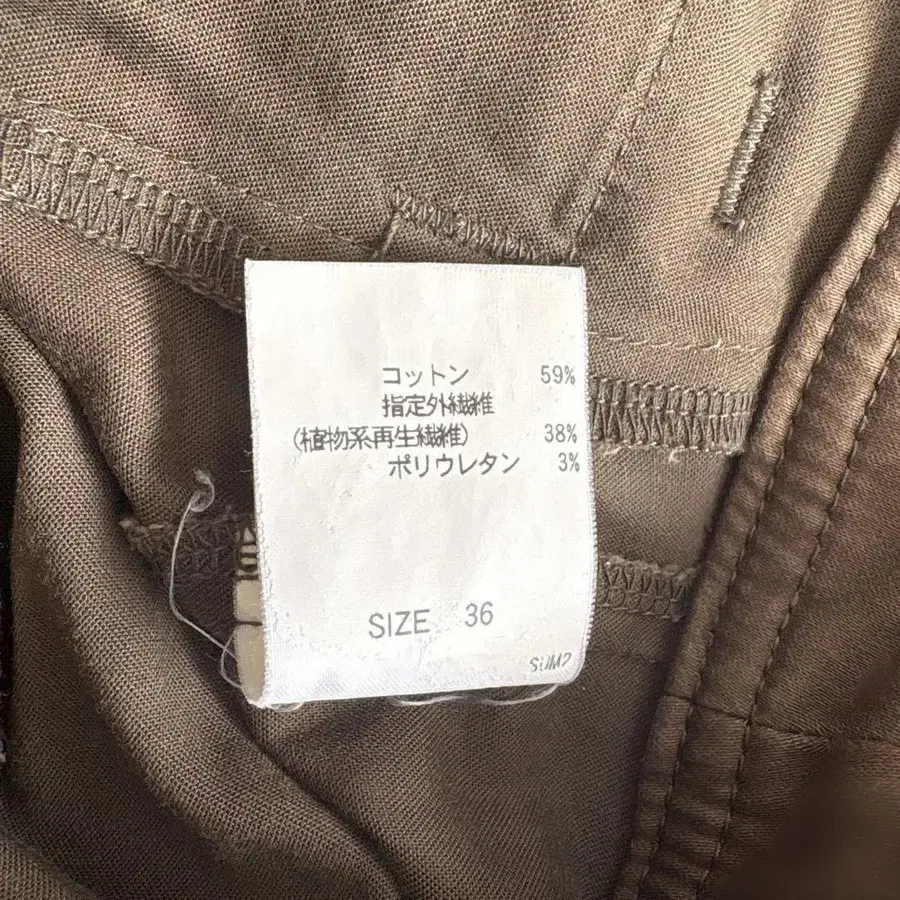 コットン 59%
指定外繊維
(植物系再生繊維) 38%
ポリウレタン 3%
SIZE 36